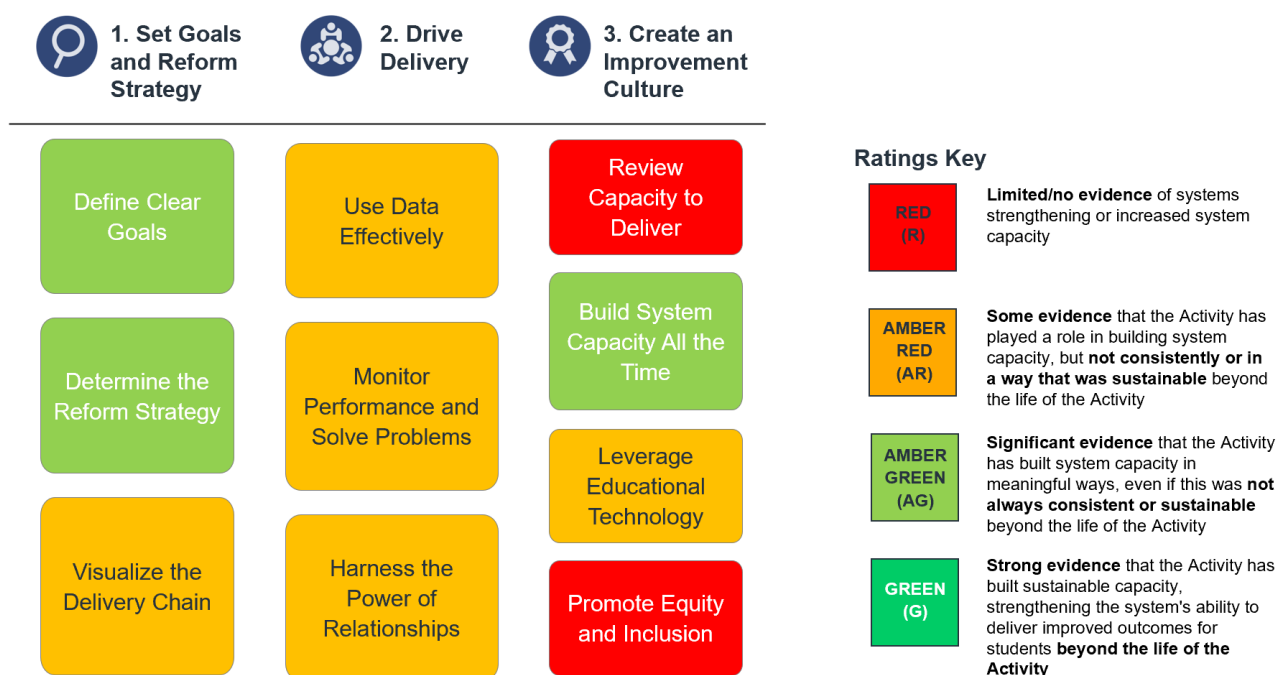 1. Set Goals
and Reform
Strategy
2. Drive
Delivery
3. Create an
Improvement
Culture
Define Clear
Goals
Determine the
Reform Strategy
Visualize the
Delivery Chain
Use Data
Effectively
Monitor
Performance and
Solve Problems
Harness the
Power of
Relationships
Review
Capacity to
Deliver
Build System
Capacity All the
Time
Leverage
Educational
Technology
Promote Equity
and Inclusion
Ratings Key
RED
(R)
Limited/no evidence of systems
strengthening or increased system
capacity
AMBER
RED
(AR)
Some evidence that the Activity has
played a role in building system
capacity, but not consistently or in
a way that was sustainable beyond
the life of the Activity
AMBER
GREEN
(AG)
Significant evidence that the Activity
has built system capacity in
meaningful ways, even if this was not
always consistent or sustainable
beyond the life of the Activity
GREEN
(G)
Strong evidence that the Activity has
built sustainable capacity,
strengthening the system's ability to
deliver improved outcomes for
students beyond the life of the
Activity